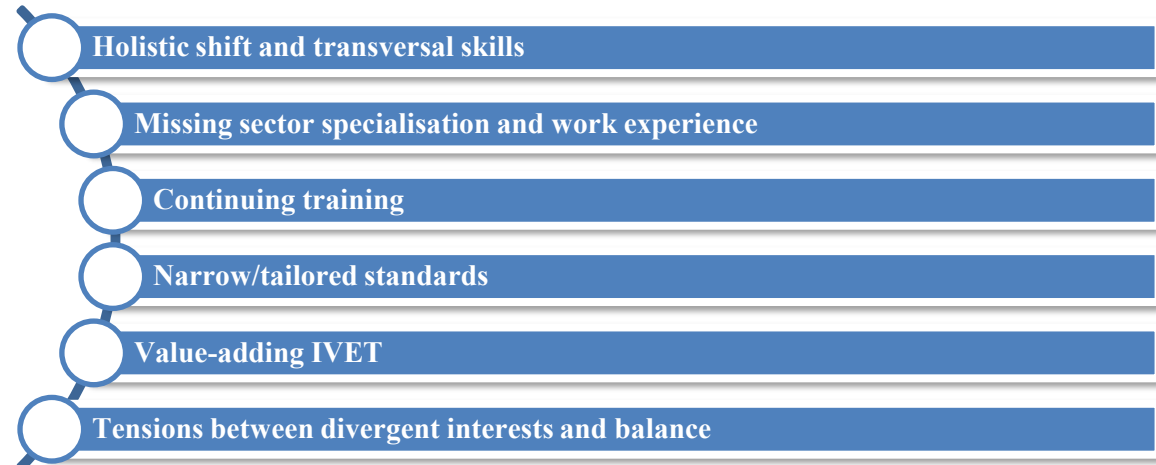 Holistic shift and transversal skills
Missing sector specialisation and work experience
Continuing training
Narrow/tailored standards
Value-adding IVET
Tensions between divergent interests and balance